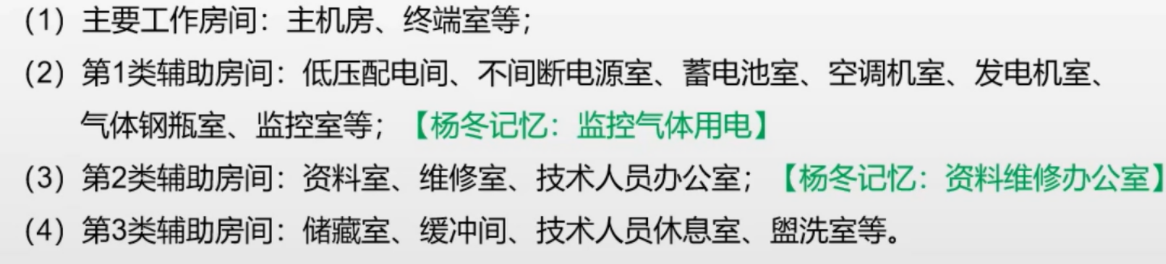 （1）主要工作房间：主机房、终端室等；
（2）第1类辅助房间：低压配电间、不间断电源室、蓄电池室、空调机室、发电机室、
气体钢瓶室、监控室等；【杨冬记忆：监控气体用电】
（3）第2类辅助房间：资料室、维修室、技术人员办公室；【杨冬记忆：资料维修办公室】
（4）第3类辅助房间：储藏室、缓冲间、技术人员休息室、盥洗室等。